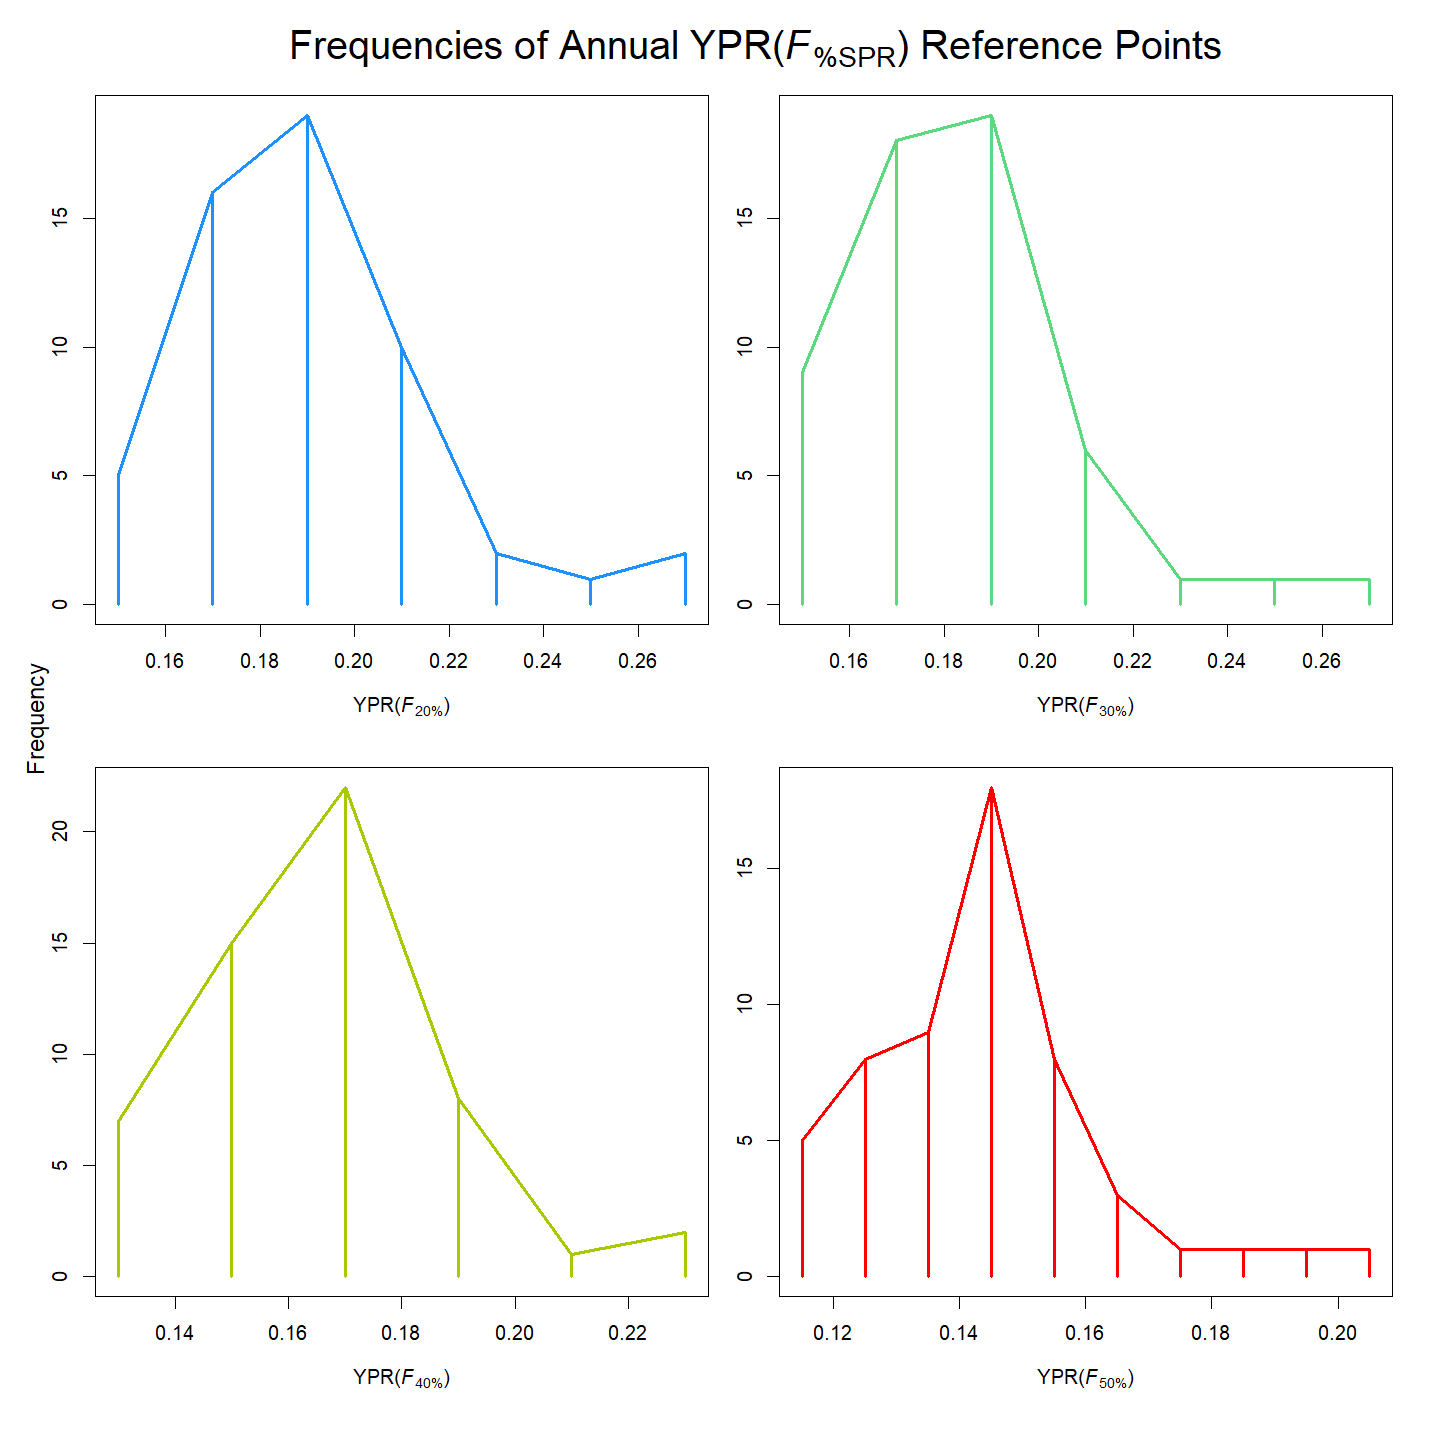 Frequencies of Annual YPR(F%SPR) Reference Points
Frequency
0 5 10 15
0.16 0.18 0.20 0.22 0.24 0.26
YPR(F20%)
0 5 10 15
0.16 0.18 0.20 0.22 0.24 0.26
YPR(F30%)
0 5 10 15 20
0.14 0.16 0.18 0.20 0.22
YPR(F40%)
0 5 10 15
0.12 0.14 0.16 0.18 0.20
YPR(F50%)